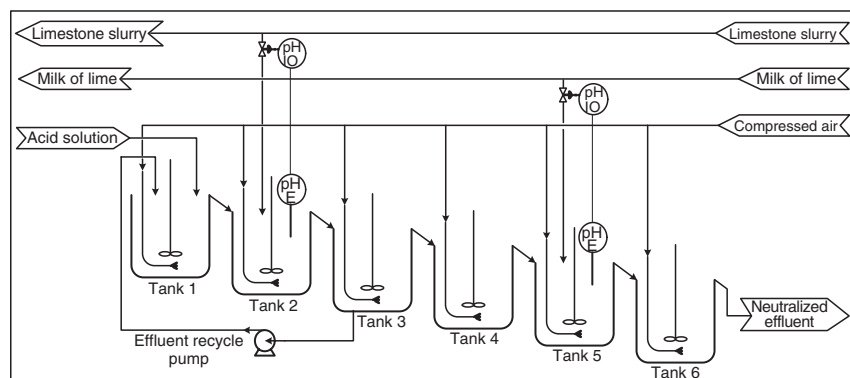 Limestone slurry
pH
IO
Limestone slurry
Milk of lime
pH
IO
Milk of lime
Acid solution
Compressed air
pH
E
pH
E
Tank 1
Tank 2
Tank 3
Tank 4
Tank 5
Tank 6
Effluent recycle
pump
Neutralized
effluent